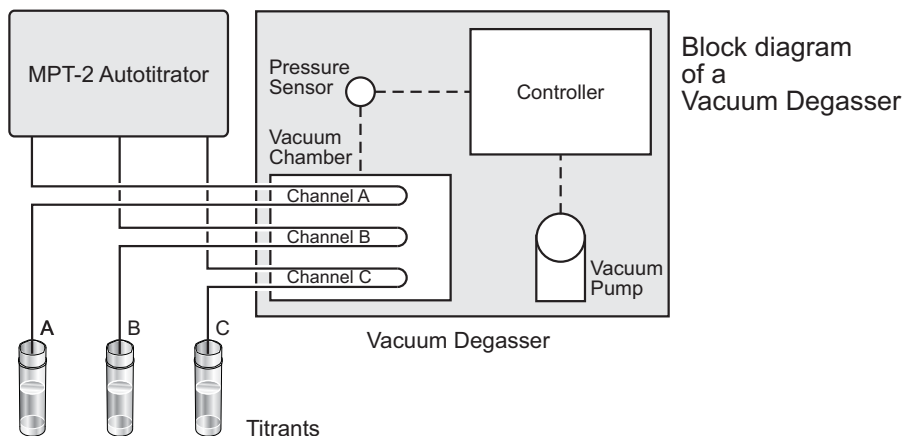 MPT-2 Autotitrator
Pressure
Sensor
Controller
Block diagram
of a
Vacuum Degasser
Vacuum
Chamber
Channel A
Channel B
Channel C
Vacuum
Pump
Vacuum Degasser
A
B
C
Titrants